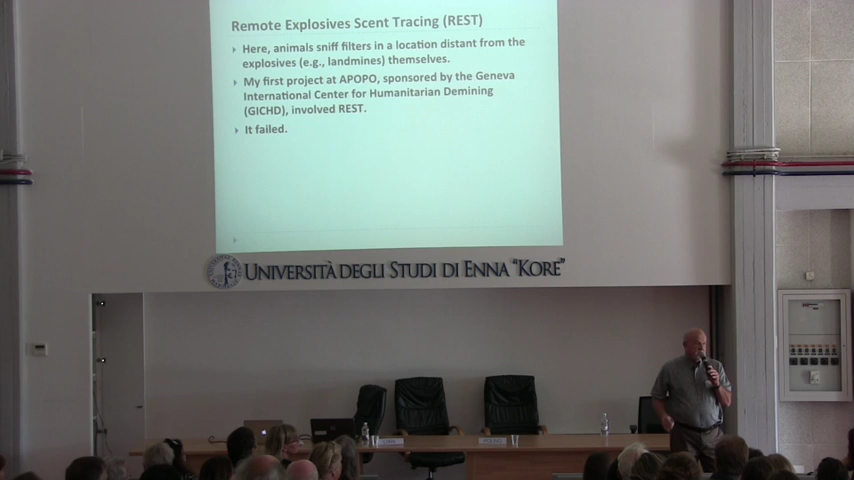 Remote Explosives Scent Tracing (REST)
Here, animals sniff filters in a location distant from the
explosives (e.g., landmines) themselves.
My first project at APOPO, sponsored by the Geneva
International Center for Humanitarian Demining
(GICHD), involved REST.
It failed.
UNIVERSITÀ DEGLI STUDI DI ENNA “KORE”